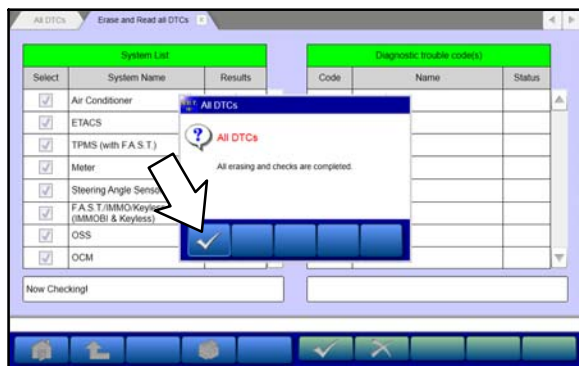 All DTCs
Erase and Read all DTCs
System List
Diagnostic trouble code(s)
Select
System Name
Results
Code
Name
Status
Air Conditioner
ETACS
TPMS (with F.A.S.T.)
Meter
Steering Angle Senso
F.A.S.T./IMMO/Keyless
(IMMOBI & Keyless)
OSS
OCM
All DTCs
All DTCs
All erasing and checks are completed.
Now Checking!